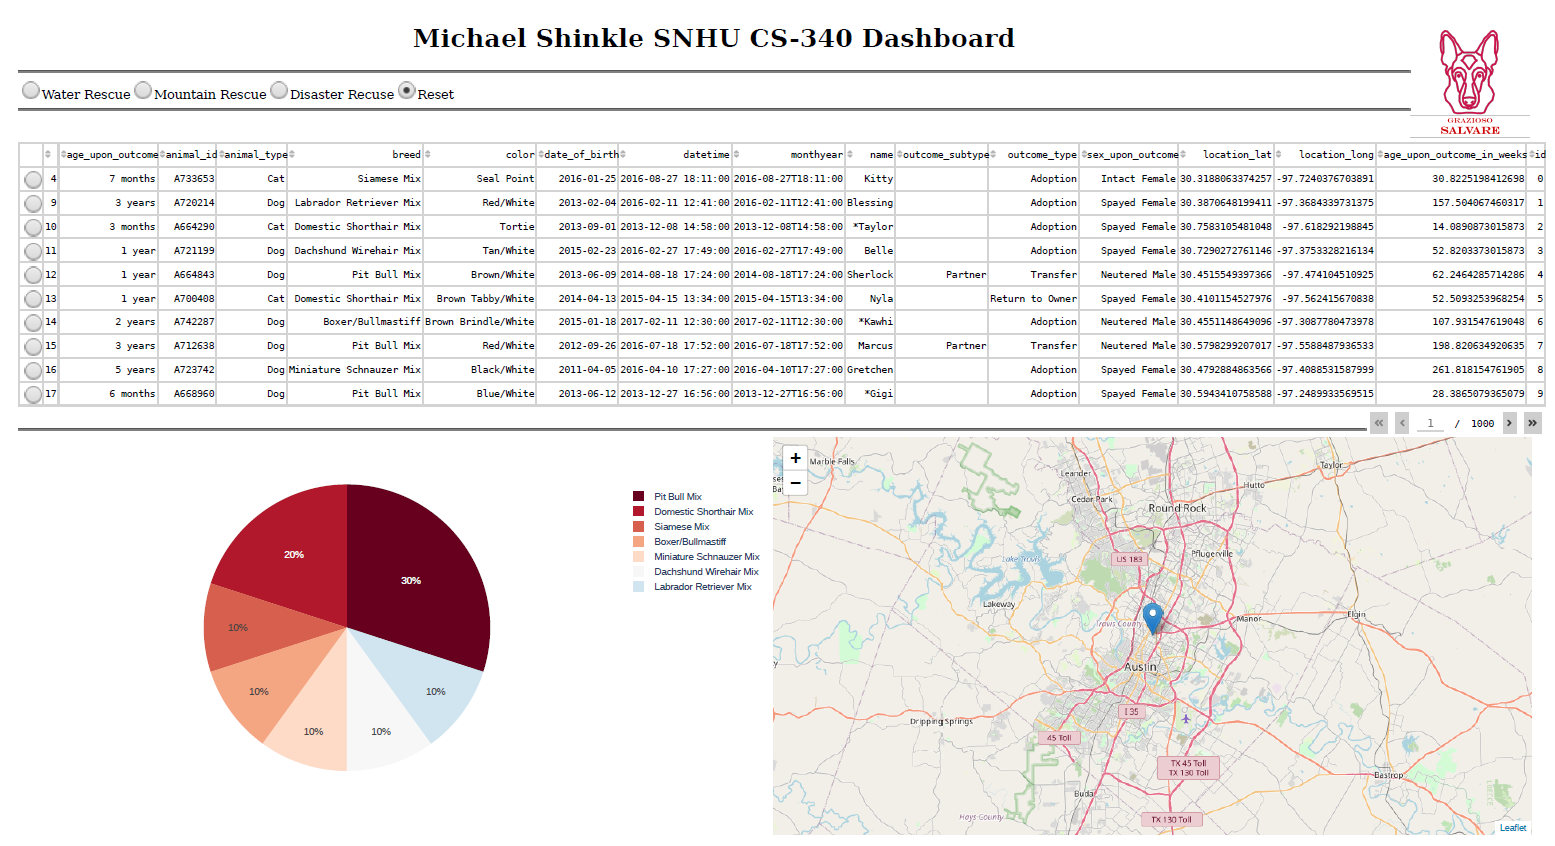 Michael Shinkle SNHU CS-340 Dashboard
Water Rescue Mountain Rescue Disaster Recuse Reset
GRAZIOSO
SALVARE
age_upon_outcome animal_id animal_type breed color date_of_birth datetime monthyear name outcome_subtype outcome_type sex_upon_outcome location_lat location_long age_upon_outcome_in_weeks id
4 7 months A733653 Cat Siamese Mix Seal Point 2016-01-25 2016-08-27 18:11:00 2016-08-27T18:11:00 Kitty Adoption Intact Female 30.3188063374257 -97.7240376703891 30.8225198412698 0
9 3 years A720214 Dog Labrador Retriever Mix Red/White 2013-02-04 2016-02-11 12:41:00 2016-02-11T12:41:00 Blessing Adoption Spayed Female 30.3870648199411 -97.3684339731375 157.504067460317 1
10 3 months A664290 Cat Domestic Shorthair Mix Tortie 2013-09-01 2013-12-08 14:58:00 2013-12-08T14:58:00 *Taylor Adoption Spayed Female 30.7583105481048 -97.618292198845 14.0890873015873 2
11 1 year A721199 Dog Dachshund Wirehair Mix Tan/White 2015-02-23 2016-02-27 17:49:00 2016-02-27T17:49:00 Belle Adoption Spayed Female 30.7290272761146 -97.3753328216134 52.8203373015873 3
12 1 year A664843 Dog Pit Bull Mix Brown/White 2013-06-09 2014-08-18 17:24:00 2014-08-18T17:24:00 Sherlock Partner Transfer Neutered Male 30.4515549397366 -97.474104510925 62.2464285714286 4
13 1 year A700408 Cat Domestic Shorthair Mix Brown Tabby/White 2014-04-13 2015-04-15 13:34:00 2015-04-15T13:34:00 Nyla Return to Owner Spayed Female 30.4101154527976 -97.562415670838 52.5093253968254 5
14 2 years A742287 Dog Boxer/Bullmastiff Brown Brindle/White 2015-01-18 2017-02-11 12:30:00 2017-02-11T12:30:00 *Kawhi Adoption Neutered Male 30.4551148649096 -97.3087780473978 107.931547619048 6
15 3 years A712638 Dog Pit Bull Mix Red/White 2012-09-26 2016-07-18 17:52:00 2016-07-18T17:52:00 Marcus Partner Transfer Neutered Male 30.5798299207017 -97.5588487936533 198.820634920635 7
16 5 years A723742 Dog Miniature Schnauzer Mix Black/White 2011-04-05 2016-04-10 17:27:00 2016-04-10T17:27:00 Gretchen Adoption Spayed Female 30.4792884863566 -97.4088531587999 261.818154761905 8
17 6 months A668960 Dog Pit Bull Mix Blue/White 2013-06-12 2013-12-27 16:56:00 2013-12-27T16:56:00 *Gigi Adoption Spayed Female 30.5943410758588 -97.2489933569515 28.3865079365079 9
« ‹ 1 / 1000 › »
30%
20%
10%
10%
10%
10%
10%
Pit Bull Mix
Domestic Shorthair Mix
Siamese Mix
Boxer/Bullmastiff
Miniature Schnauzer Mix
Dachshund Wirehair Mix
Labrador Retriever Mix
+
−
Marble Falls
Leander
Taylor
Hutto
Cedar Park
Round Rock
Pflugerville
US 183
Lake Travis
Lakeway
Travis County
Manor
Elgin
Austin
I 35
Dripping Springs
45 Toll
TX 45 Toll
TX 130 Toll
Bastrop
Buda
Hays County
TX 130 Toll
Leaflet